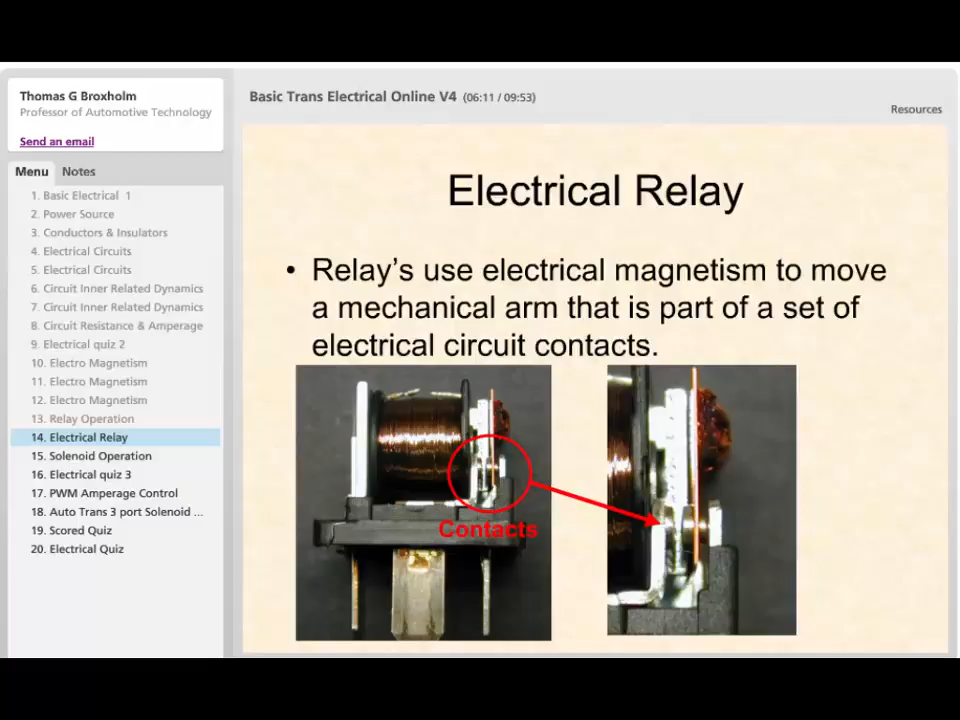 Thomas G Broxholm
Professor of Automotive Technology
Send an email
Menu Notes
1. Basic Electrical 1
2. Power Source
3. Conductors & Insulators
4. Electrical Circuits
5. Electrical Circuits
6. Circuit Inner Related Dynamics
7. Circuit Inner Related Dynamics
8. Circuit Resistance & Amperage
9. Electrical quiz 2
10. Electro Magnetism
11. Electro Magnetism
12. Electro Magnetism
13. Relay Operation
14. Electrical Relay
15. Solenoid Operation
16. Electrical quiz 3
17. PWM Amperage Control
18. Auto Trans 3 port Solenoid ...
19. Scored Quiz
20. Electrical Quiz
Basic Trans Electrical Online V4 (06:11 / 09:53)
Resources
Electrical Relay
• Relay's use electrical magnetism to move
a mechanical arm that is part of a set of
electrical circuit contacts.
Contacts